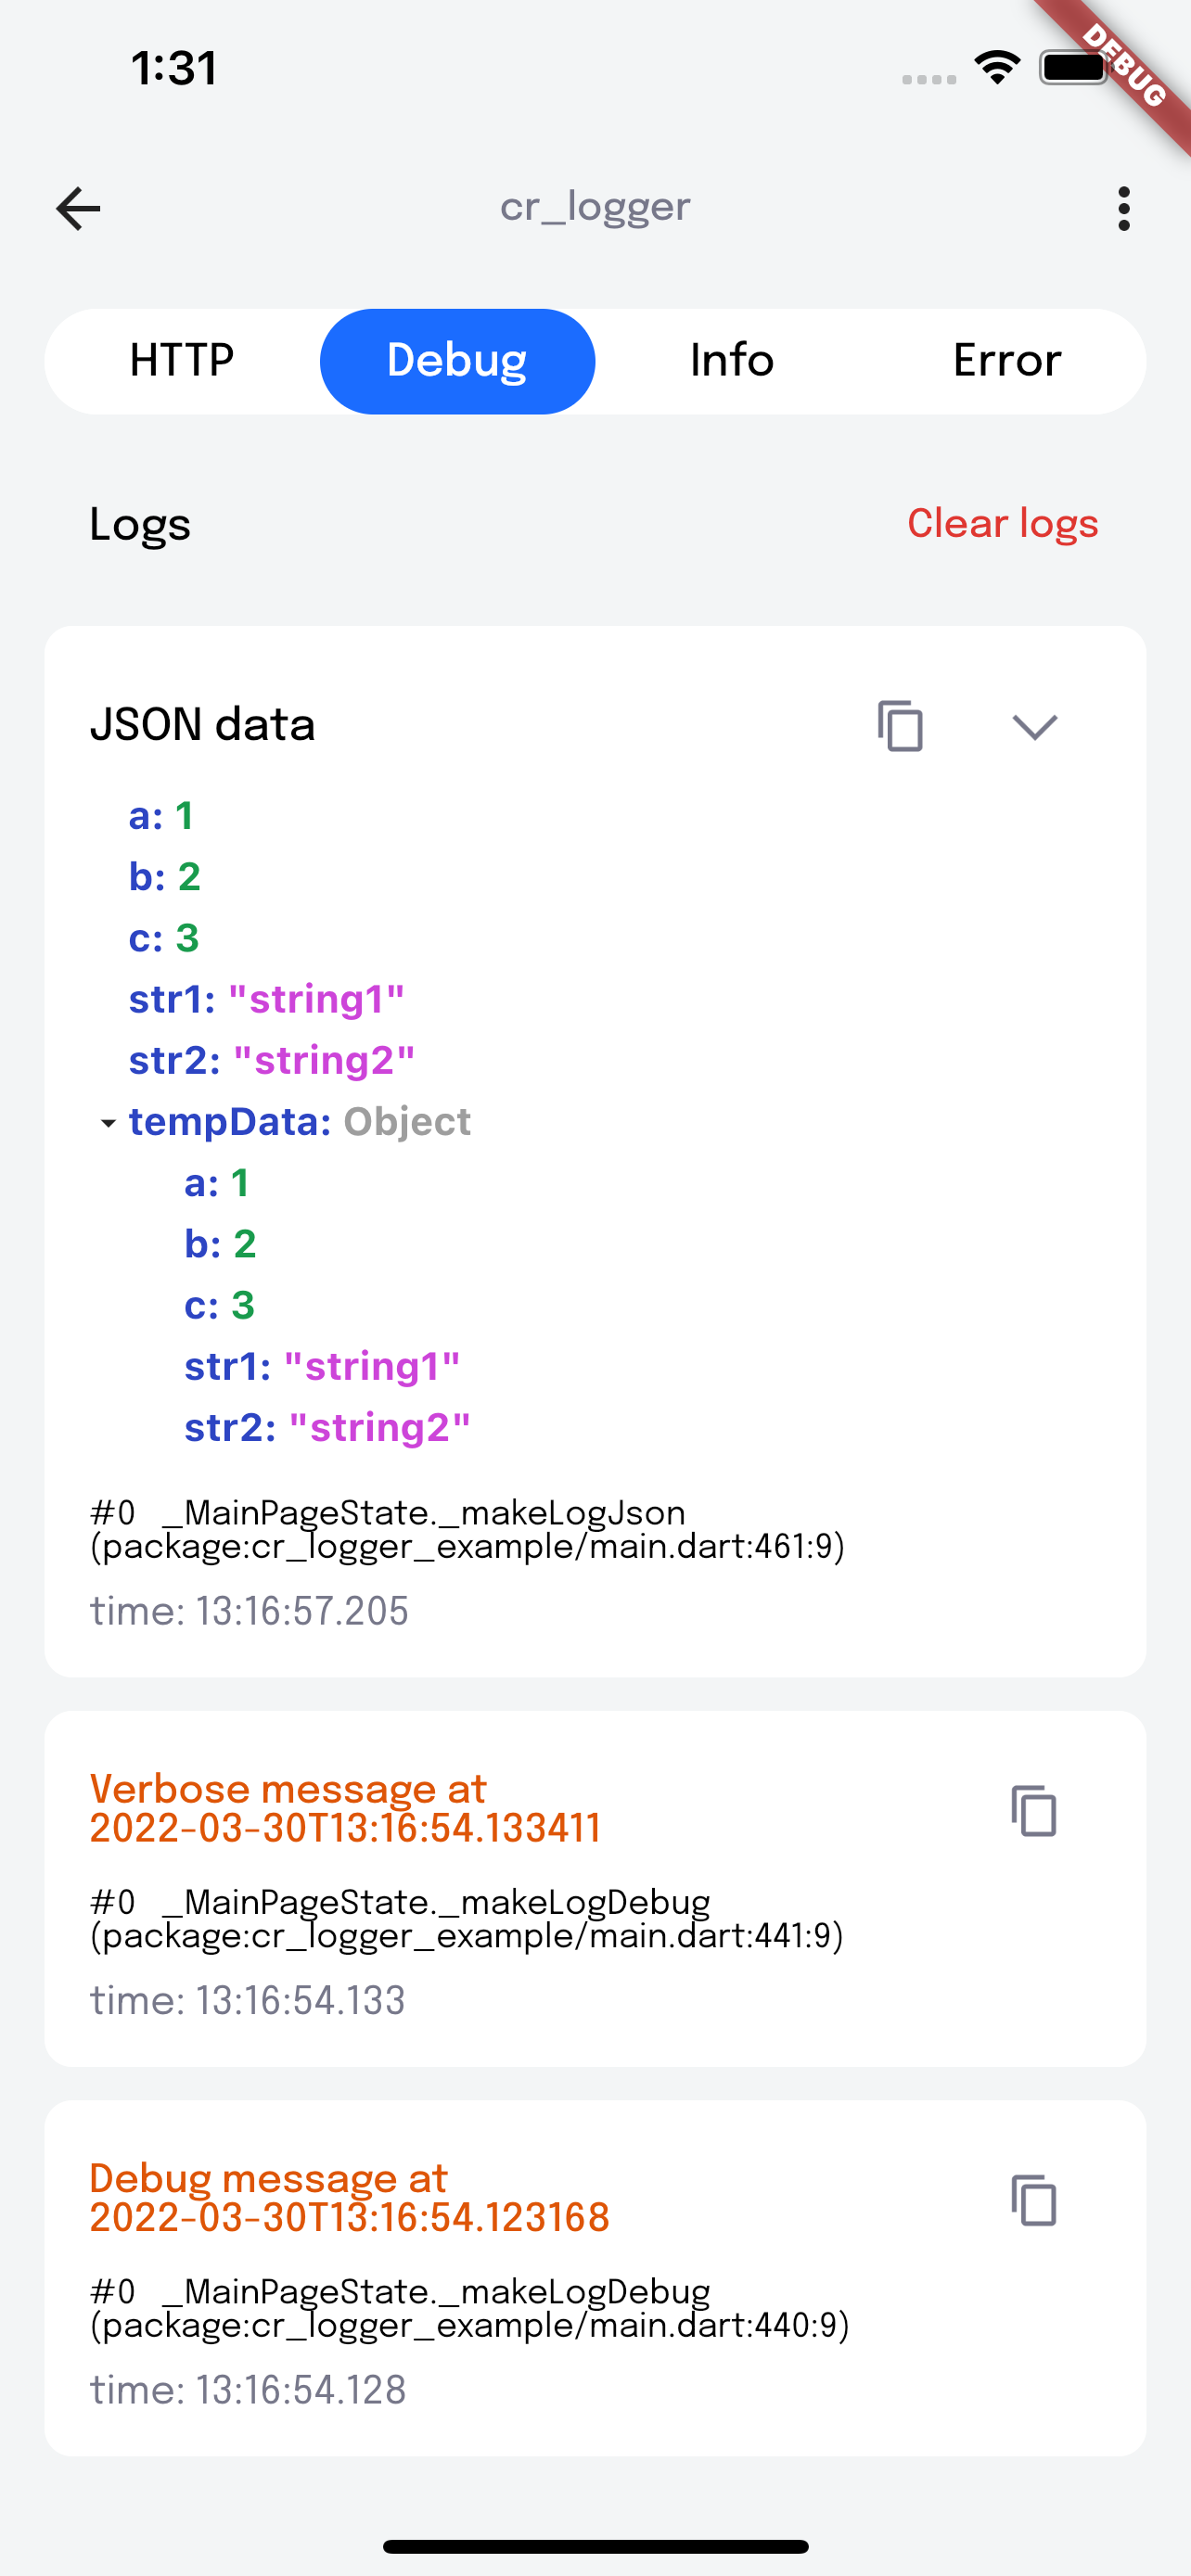 1:31
DEBUG
cr_logger
HTTP
Debug
Info
Error
Logs
Clear logs
JSON data
a: 1
b: 2
c: 3
str1: "string1"
str2: "string2"
tempData: Object
a: 1
b: 2
c: 3
str1: "string1"
str2: "string2"
#0 _MainPageState._makeLogJson
(package:cr_logger_example/main.dart:461:9)
time: 13:16:57.205
Verbose message at
2022-03-30T13:16:54.133411
#0 _MainPageState._makeLogDebug
(package:cr_logger_example/main.dart:441:9)
time: 13:16:54.133
Debug message at
2022-03-30T13:16:54.123168
#0 _MainPageState._makeLogDebug
(package:cr_logger_example/main.dart:440:9)
time: 13:16:54.128